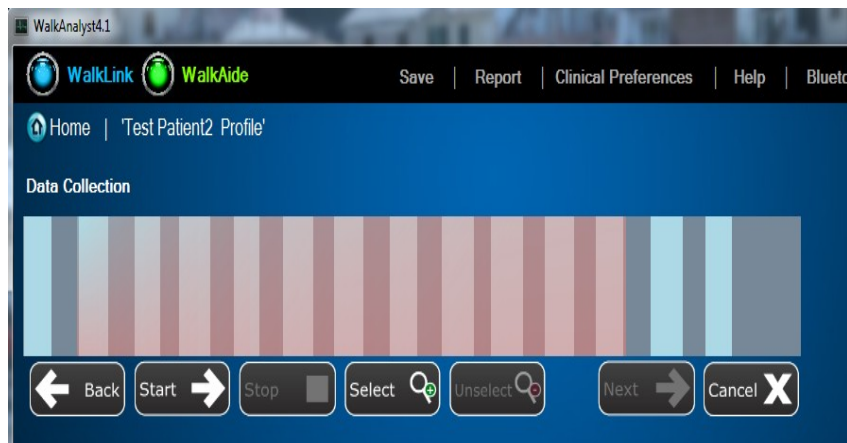 WalkAnalyst4.1
WalkLink WalkAide Save | Report | Clinical Preferences | Help | Blueto
Home | 'Test Patient2 Profile'
Data Collection
Back Start Stop Select Unselect Next Cancel